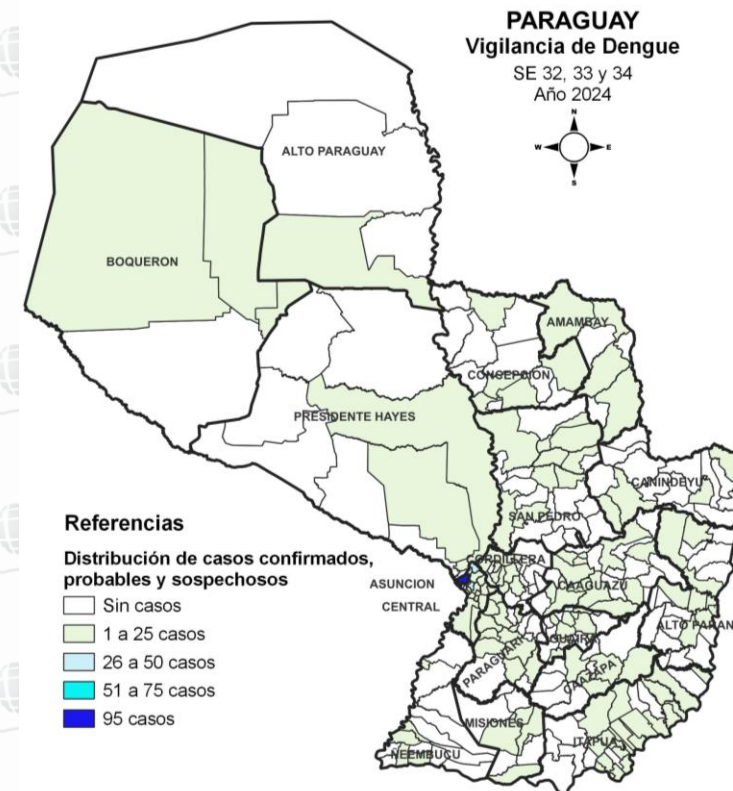 PARAGUAY
Vigilancia de Dengue
SE 32, 33 y 34
Año 2024
N
W E
S
ALTO PARAGUAY
BOQUERON
AMAMBAY
CONCEPCION
PRESIDENTE HAYES
CANINDEYU
SAN PEDRO
CORDILLERA
ASUNCION
CENTRAL
CAAGUAZU
ALTO PARAN
GUAIRA
PARAGUARI
CAAZAPA
MISIONES
ITAPUA
ÑEEMBUCU
Referencias
Distribución de casos confirmados,
probables y sospechosos
Sin casos
1 a 25 casos
26 a 50 casos
51 a 75 casos
95 casos